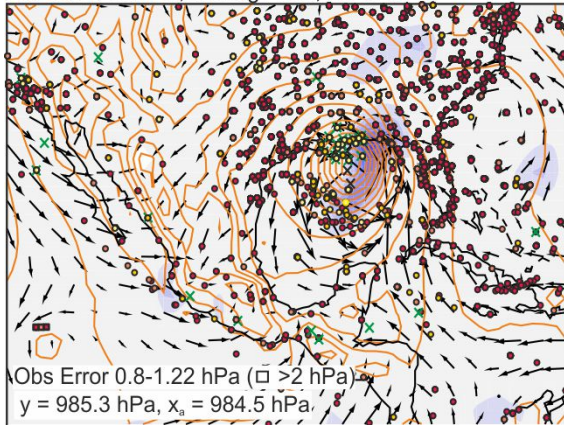 Obs Error 0.8-1.22 hPa (□ >2 hPa)
y = 985.3 hPa, xₐ = 984.5 hPa